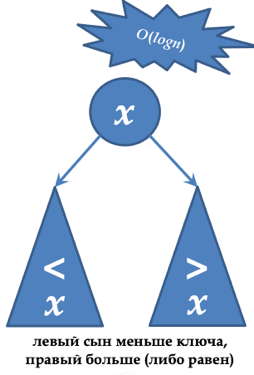 O(logn)
x
< >
x x
левый сын меньше ключа,
правый больше (либо равен)